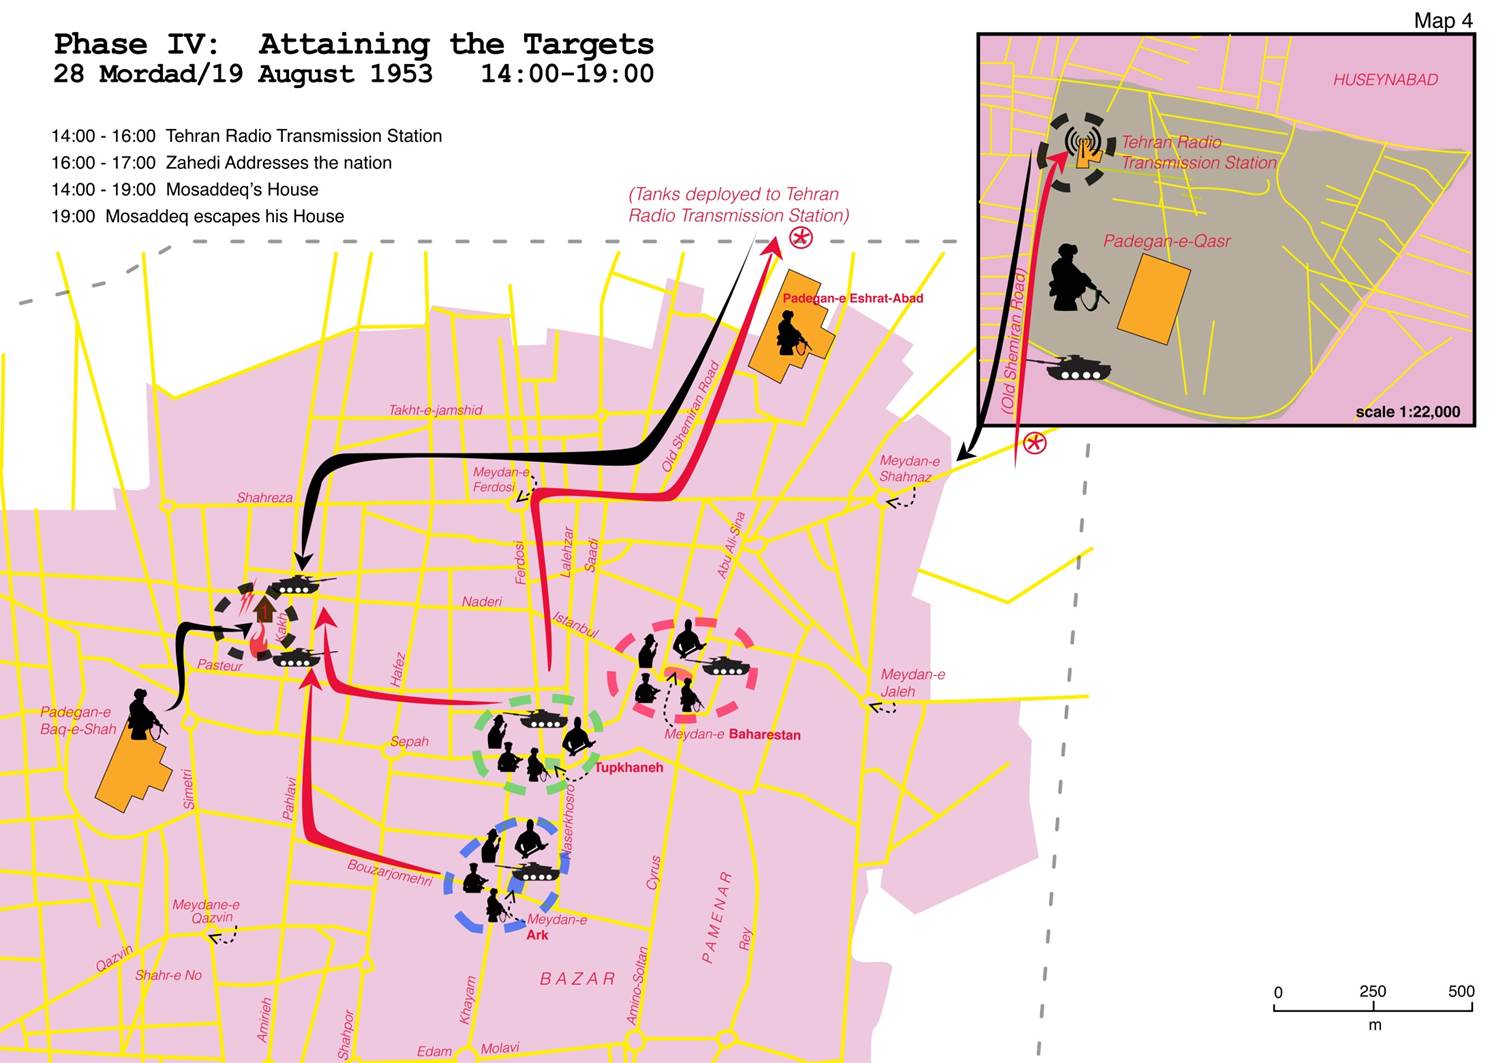 Map 4
Phase IV: Attaining the Targets
28 Mordad/19 August 1953 14:00-19:00
14:00 - 16:00 Tehran Radio Transmission Station
16:00 - 17:00 Zahedi Addresses the nation
14:00 - 19:00 Mosaddeq's House
19:00 Mosaddeq escapes his House
(Tanks deployed to Tehran
Radio Transmission Station)
HUSEYNABAD
Tehran Radio
Transmission Station
Padegan-e-Qasr
(Old Shemiran Road)
scale 1:22,000
Padegan-e Eshrat-Abad
Old Shemiran Road
Takht-e-jamshid
Meydan-e
Ferdosi
Meydan-e
Shahnaz
Shahreza
Ferdosi
Lalehzar
Saadi
Abu Ali-Sina
Naderi
Istanbul
Kakh
Pasteur
Hafez
Padegan-e
Baq-e-Shah
Meydan-e
Jaleh
Meydan-e Baharestan
Sepah
Tupkhaneh
Simetri
Pahlavi
Naserkhosro
Bouzarjomehri
Cyrus
PAMENAR
Rey
Meydane-e
Qazvin
Meydan-e
Ark
Qazvin
Shahr-e No
BAZAR
Amirieh
Shahpor
Khayam
Amino-Soltan
Edam
Molavi
0 250 500
m